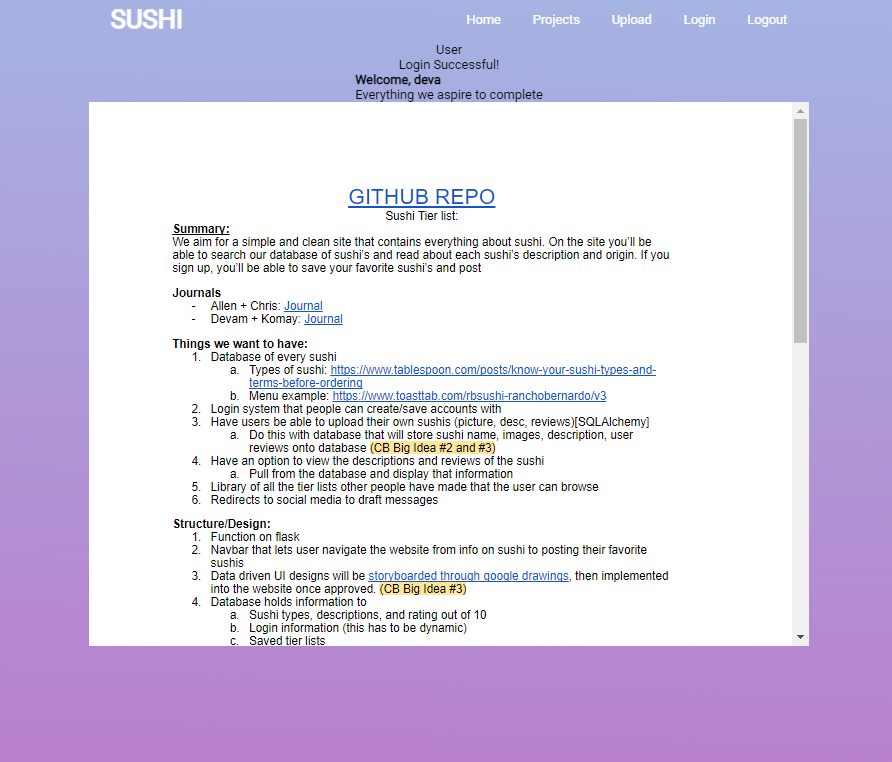 SUSHI Home Projects Upload Login Logout
User
Login Successful!
Welcome, deva
Everything we aspire to complete
GITHUB REPO
Sushi Tier list:
Summary:
We aim for a simple and clean site that contains everything about sushi. On the site you'll be
able to search our database of sushi's and read about each sushi's description and origin. If you
sign up, you'll be able to save your favorite sushi's and post
Journals
- Allen + Chris: Journal
- Devam + Komay: Journal
Things we want to have:
1. Database of every sushi
a. Types of sushi: https://www.tablespoon.com/posts/know-your-sushi-types-and-
terms-before-ordering
b. Menu example: https://www.toasttab.com/rbsushi-ranchobernardo/v3
2. Login system that people can create/save accounts with
3. Have users be able to upload their own sushis (picture, desc, reviews)[SQLAlchemy]
a. Do this with database that will store sushi name, images, description, user
reviews onto database (CB Big Idea #2 and #3)
4. Have an option to view the descriptions and reviews of the sushi
a. Pull from the database and display that information
5. Library of all the tier lists other people have made that the user can browse
6. Redirects to social media to draft messages
Structure/Design:
1. Function on flask
2. Navbar that lets user navigate the website from info on sushi to posting their favorite
sushis
3. Data driven UI designs will be storyboarded through google drawings, then implemented
into the website once approved. (CB Big Idea #3)
4. Database holds information to
a. Sushi types, descriptions, and rating out of 10
b. Login information (this has to be dynamic)
c. Saved tier lists